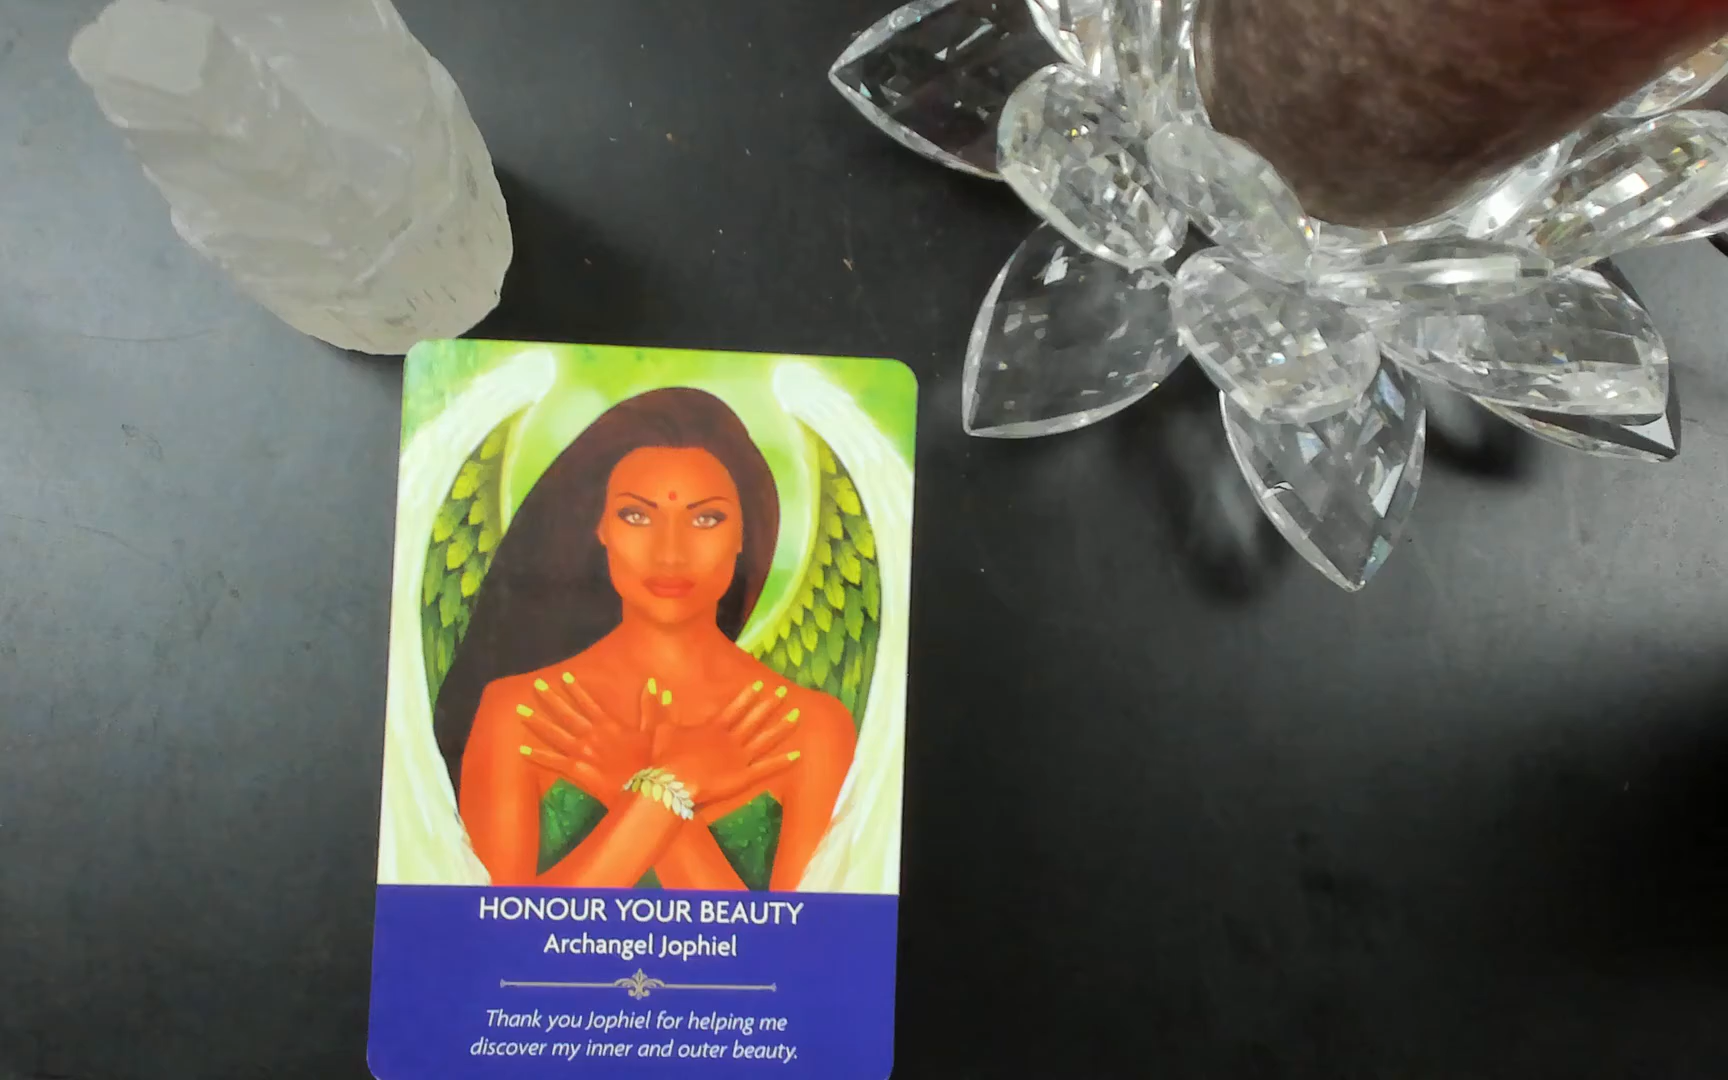 HONOUR YOUR BEAUTY
Archangel Jophiel
Thank you Jophiel for helping me
discover my inner and outer beauty.